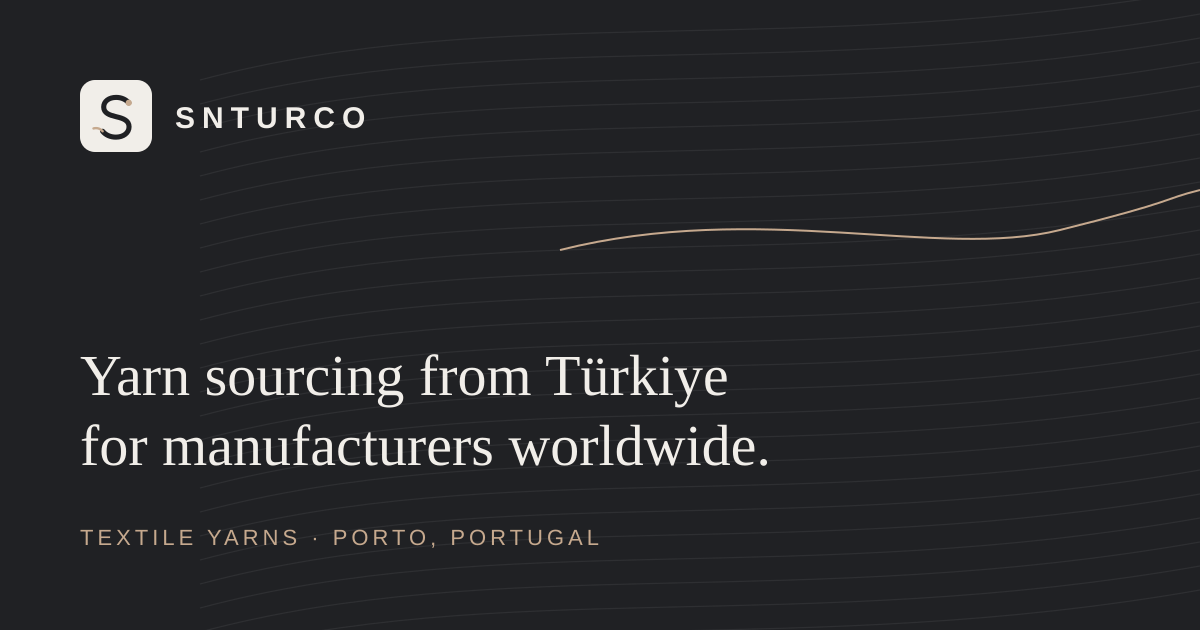 S
SNTURCO
Yarn sourcing from Türkiye
for manufacturers worldwide.
TEXTILE YARNS · PORTO, PORTUGAL